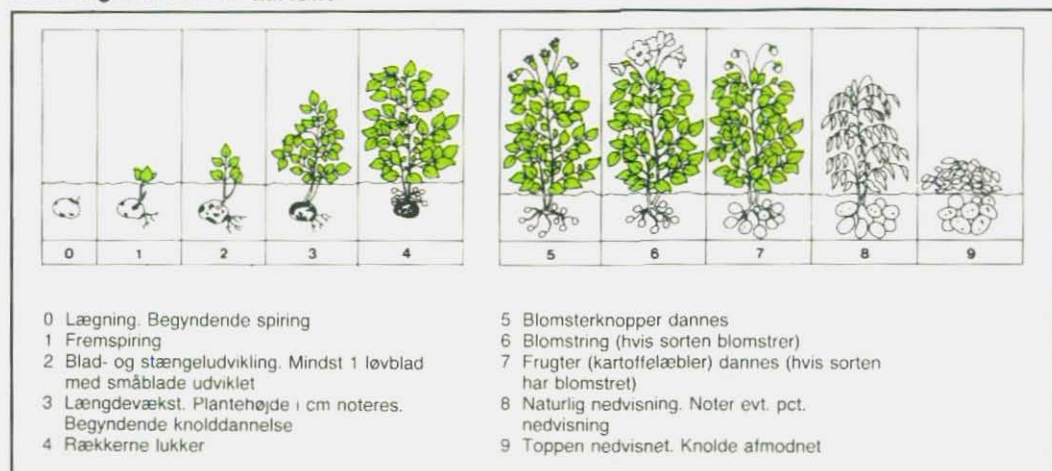 0 1 2 3 4
5 6 7 8 9
0 Lægning. Begyndende spiring
1 Fremspiring
2 Blad- og stængeludvikling. Mindst 1 løvblad
med småblade udviklet
3 Længdevækst. Plantehøjde i cm noteres.
Begyndende knolddannelse
4 Rækkerne lukker
5 Blomsterknopper dannes
6 Blomstring (hvis sorten blomstrer)
7 Frugter (kartoffelæbler) dannes (hvis sorten
har blomstret)
8 Naturlig nedvisning. Noter evt. pct.
nedvisning
9 Toppen nedvisnet. Knolde afmodnet